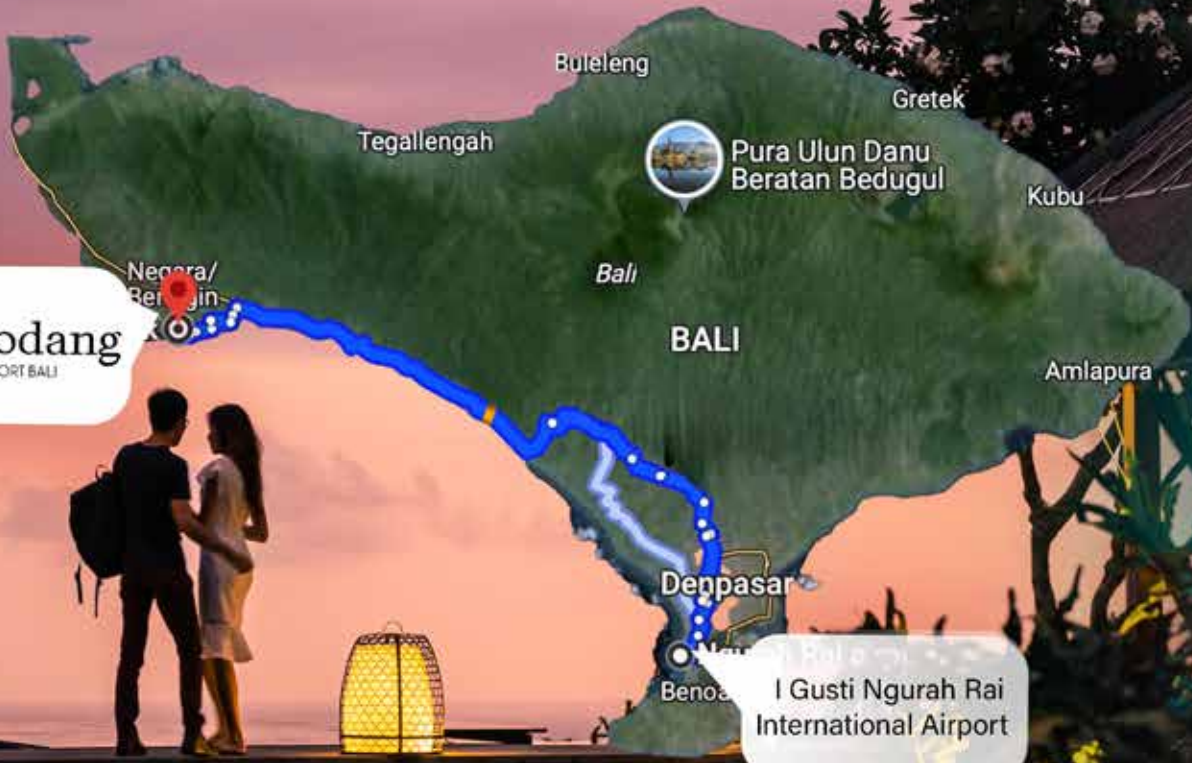 Buleleng
Gretek
Tegallengah
Pura Ulun Danu
Beratan Bedugul
Kubu
Negara/
Bali
odang
ORT BALI
BALI
Amlapura
Denpasar
Benoa
I Gusti Ngurah Rai
International Airport